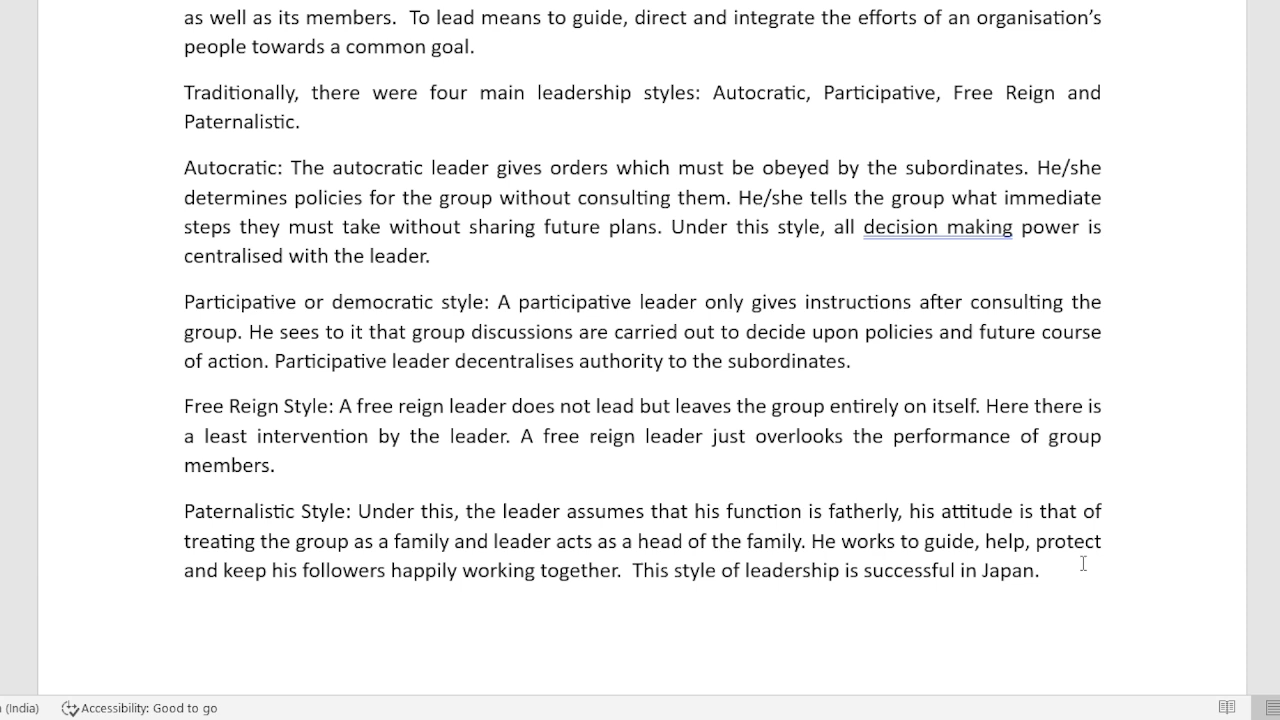 as well as its members.  To lead means to guide, direct and integrate the efforts of an organisation’s
people towards a common goal.
Traditionally, there were four main leadership styles: Autocratic, Participative, Free Reign and
Paternalistic.
Autocratic: The autocratic leader gives orders which must be obeyed by the subordinates. He/she
determines policies for the group without consulting them. He/she tells the group what immediate
steps they must take without sharing future plans. Under this style, all decision making power is
centralised with the leader.
Participative or democratic style: A participative leader only gives instructions after consulting the
group. He sees to it that group discussions are carried out to decide upon policies and future course
of action. Participative leader decentralises authority to the subordinates.
Free Reign Style: A free reign leader does not lead but leaves the group entirely on itself. Here there is
a least intervention by the leader. A free reign leader just overlooks the performance of group
members.
Paternalistic Style: Under this, the leader assumes that his function is fatherly, his attitude is that of
treating the group as a family and leader acts as a head of the family. He works to guide, help, protect
and keep his followers happily working together.  This style of leadership is successful in Japan.
(India) Accessibility: Good to go